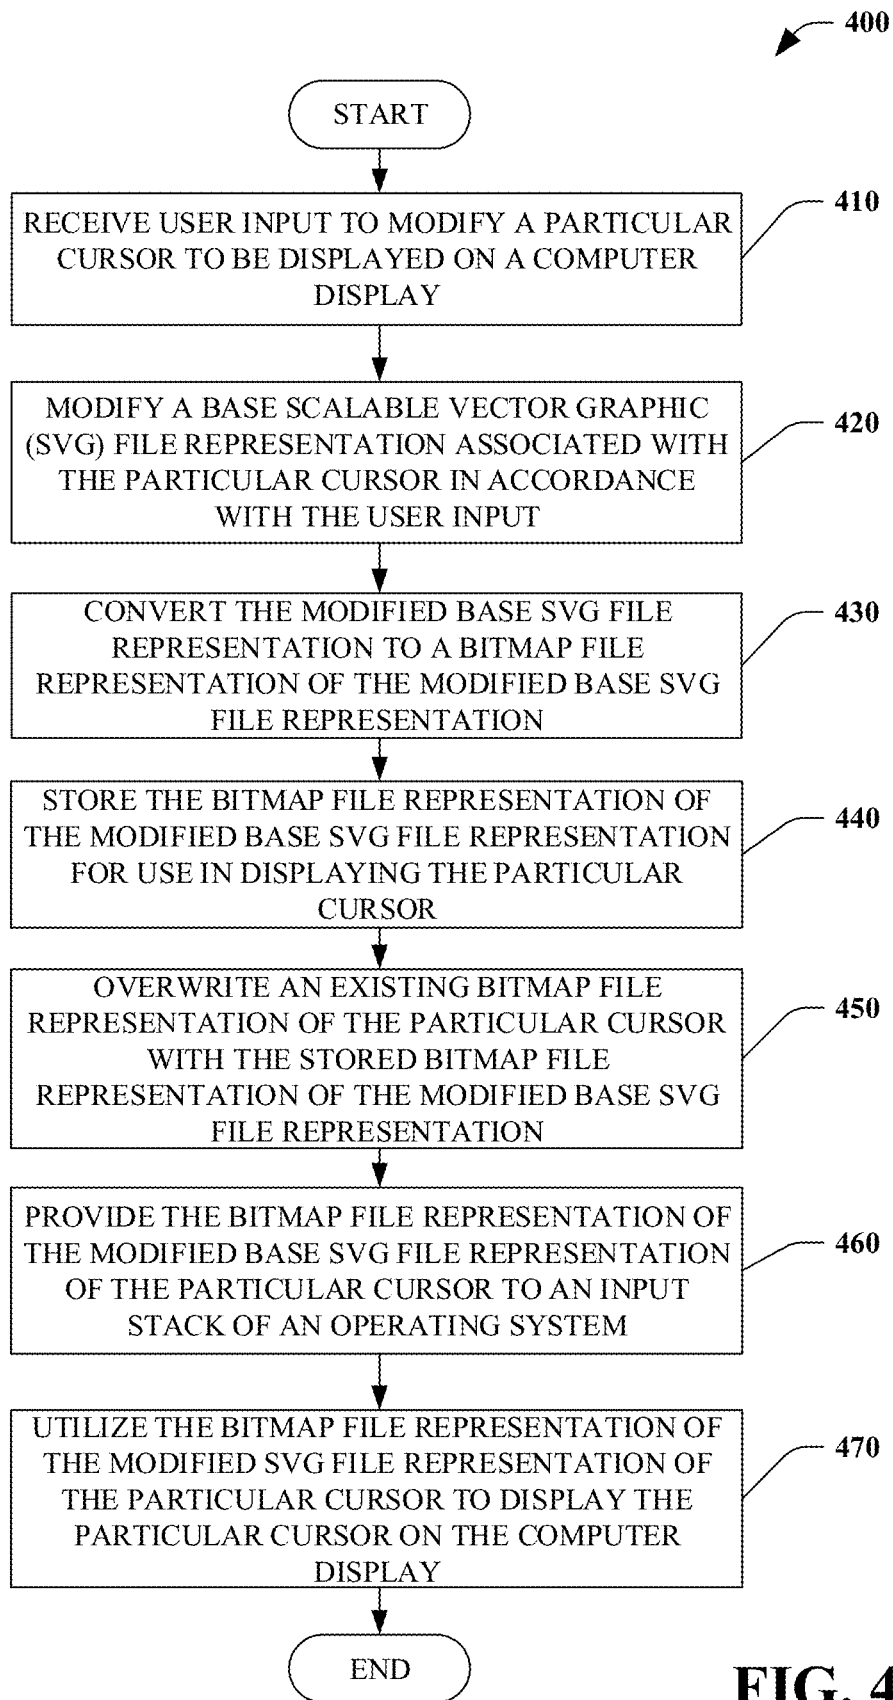 400
START
RECEIVE USER INPUT TO MODIFY A PARTICULAR
CURSOR TO BE DISPLAYED ON A COMPUTER
DISPLAY
410
MODIFY A BASE SCALABLE VECTOR GRAPHIC
(SVG) FILE REPRESENTATION ASSOCIATED WITH
THE PARTICULAR CURSOR IN ACCORDANCE
WITH THE USER INPUT
420
CONVERT THE MODIFIED BASE SVG FILE
REPRESENTATION TO A BITMAP FILE
REPRESENTATION OF THE MODIFIED BASE SVG
FILE REPRESENTATION
430
STORE THE BITMAP FILE REPRESENTATION OF
THE MODIFIED BASE SVG FILE REPRESENTATION
FOR USE IN DISPLAYING THE PARTICULAR
CURSOR
440
OVERWRITE AN EXISTING BITMAP FILE
REPRESENTATION OF THE PARTICULAR CURSOR
WITH THE STORED BITMAP FILE
REPRESENTATION OF THE MODIFIED BASE SVG
FILE REPRESENTATION
450
PROVIDE THE BITMAP FILE REPRESENTATION OF
THE MODIFIED BASE SVG FILE REPRESENTATION
OF THE PARTICULAR CURSOR TO AN INPUT
STACK OF AN OPERATING SYSTEM
460
UTILIZE THE BITMAP FILE REPRESENTATION OF
THE MODIFIED SVG FILE REPRESENTATION OF
THE PARTICULAR CURSOR TO DISPLAY THE
PARTICULAR CURSOR ON THE COMPUTER
DISPLAY
470
END
FIG. 4